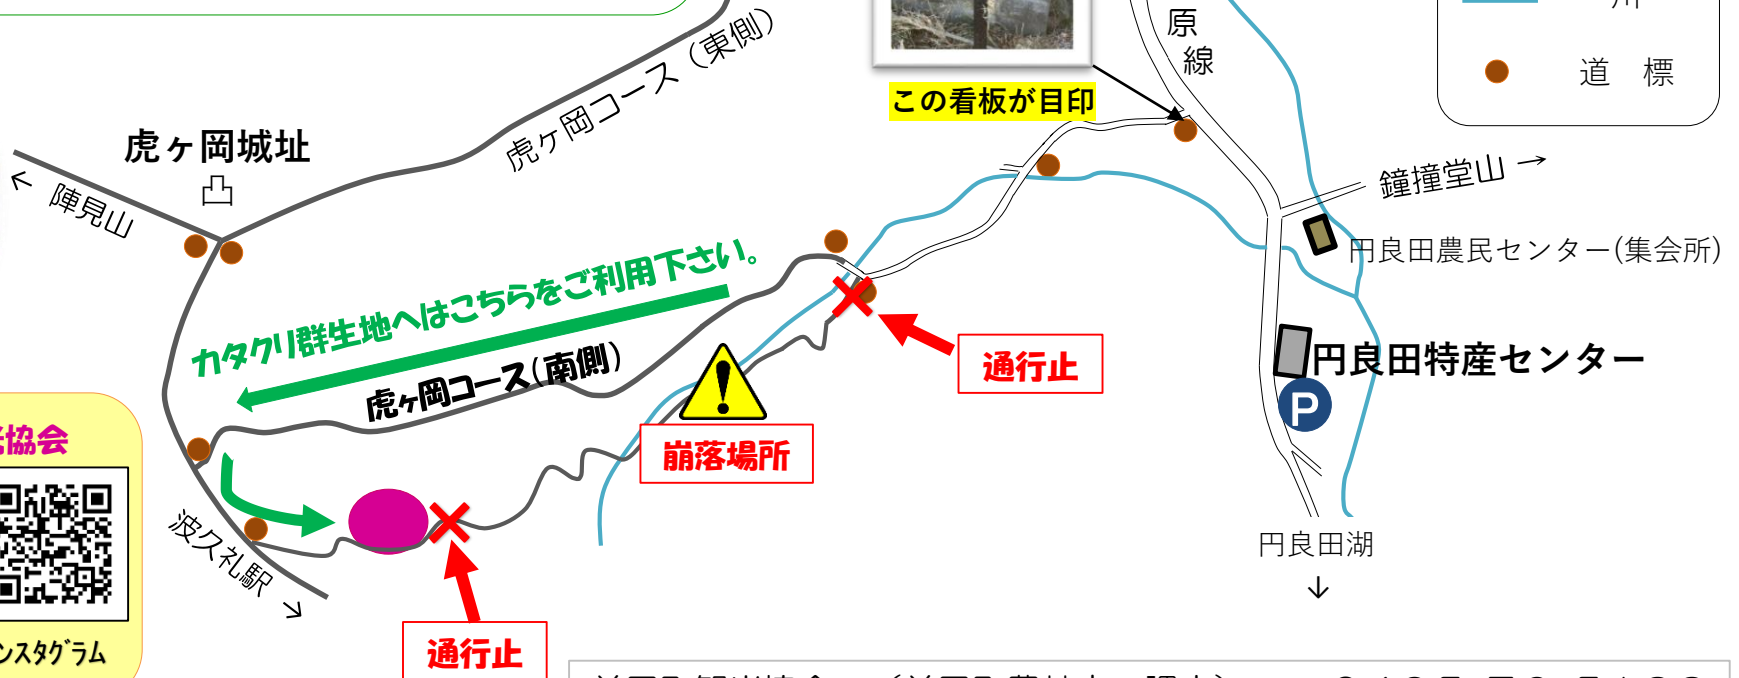 川
原
線
道　標
虎ヶ岡コース（東側）
この看板が目印
虎ヶ岡城址
凸
← 陣見山
鐘撞堂山 →
円良田農民センター(集会所)
カタクリ群生地へはこちらをご利用下さい。
虎ヶ岡コース(南側)
通行止
円良田特産センター
P
崩落場所
協会
波久礼駅 →
円良田湖
↓
ンスタグラム
通行止